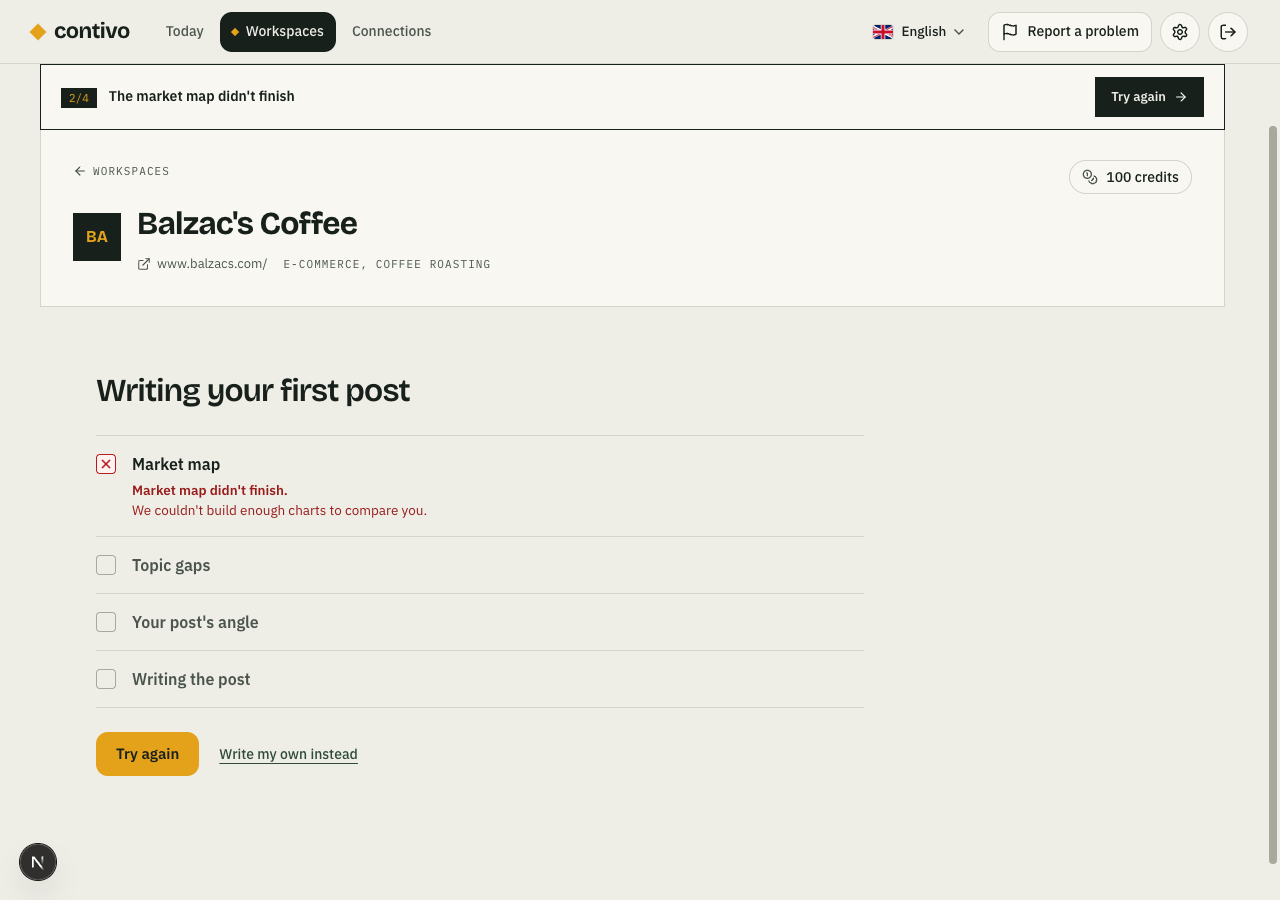 contivo
Today
Workspaces
Connections
English
Report a problem
2/4
The market map didn't finish
Try again
WORKSPACES
100 credits
BA
Balzac's Coffee
www.balzacs.com/
E-COMMERCE, COFFEE ROASTING
Writing your first post
Market map
Market map didn't finish.
We couldn't build enough charts to compare you.
Topic gaps
Your post's angle
Writing the post
Try again
Write my own instead
N